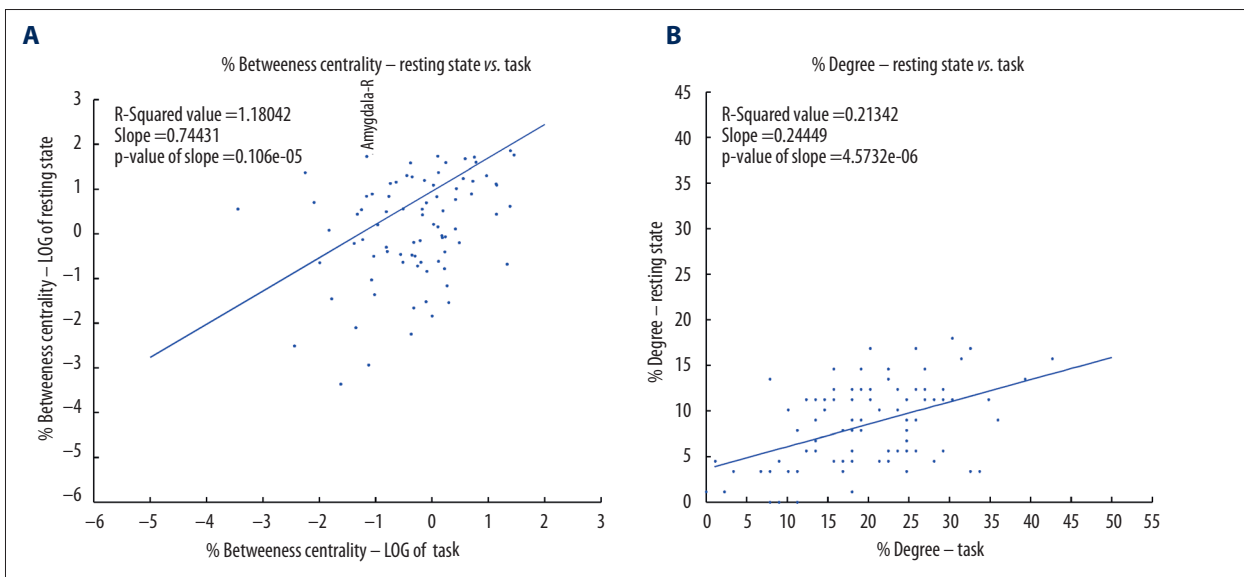 A
% Betweeness centrality – resting state vs. task
Amygdala-R
R-Squared value =1.18042
Slope =0.74431
p-value of slope =0.106e-05
% Betweeness centrality – LOG of resting state
3
2
1
0
–1
–2
–3
–4
–5
–6
–6 –5 –4 –3 –2 –1 0 1 2 3
% Betweeness centrality – LOG of task
B
% Degree – resting state vs. task
R-Squared value =0.21342
Slope =0.24449
p-value of slope =4.5732e-06
% Degree – resting state
45
40
35
30
25
20
15
10
5
0
0 5 10 15 20 25 30 35 40 45 50 55
% Degree – task